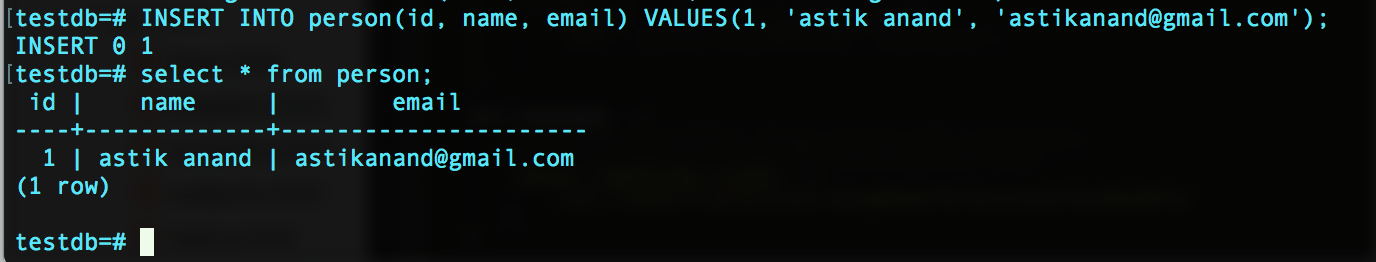 [testdb=# INSERT INTO person(id, name, email) VALUES(1, 'astik anand', 'astikanand@gmail.com');
INSERT 0 1
[testdb=# select * from person;
 id |    name     |        email
----+-------------+----------------------
  1 | astik anand | astikanand@gmail.com
(1 row)

testdb=#